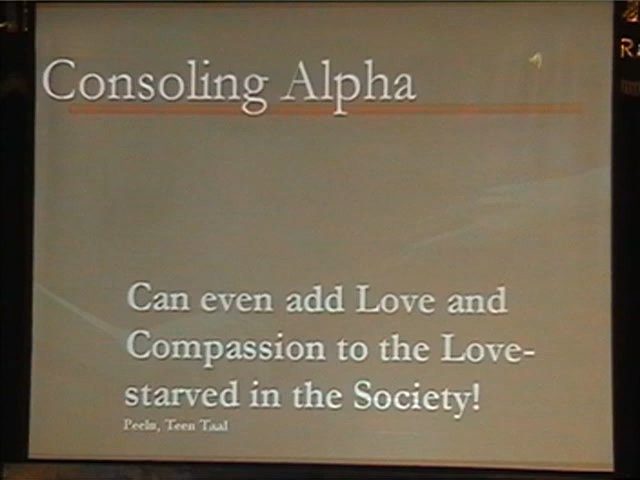 Consoling Alpha
Can even add Love and
Compassion to the Love-
starved in the Society!
Peelu, Teen Taal